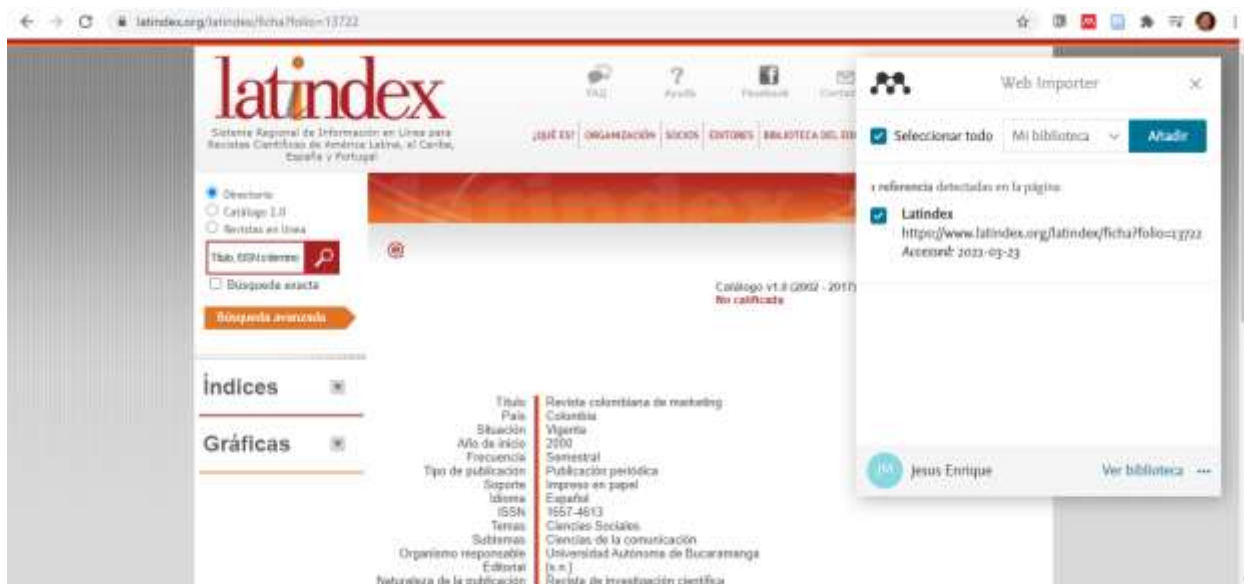 latindex.org/latindex/ficha?folio=13722
latindex
Sistema Regional de Información en Línea para
Revistas Científicas de América Latina, el Caribe,
España y Portugal
FAQ
Ayuda
Facebook
¿QUÉ ES? ORGANIZACIÓN SOCIOS EDITORES BIBLIOTECA DEL
Directorio
Catálogo 2.0
Revistas en línea
Búsqueda exacta
Búsqueda avanzada
Índices
Gráficas
Catálogo v1.0 (2002 - 2017)
No calificada
Título Revista colombiana de marketing
País Colombia
Situación Vigente
Año de inicio 2000
Frecuencia Semestral
Tipo de publicación Publicación periódica
Soporte Impreso en papel
Idioma Español
ISSN 1657-4613
Temas Ciencias Sociales
Subtemas Ciencias de la comunicación
Organismo responsable Universidad Autónoma de Bucaramanga
Editorial [s.n.]
Naturaleza de la publicación Revista de investigación científica
Web Importer
Seleccionar todo Mi biblioteca Añadir
1 referencia detectadas en la página
Latindex
https://www.latindex.org/latindex/ficha?folio=13722
Accessed: 2021-03-23
JM Jesus Enrique Ver biblioteca